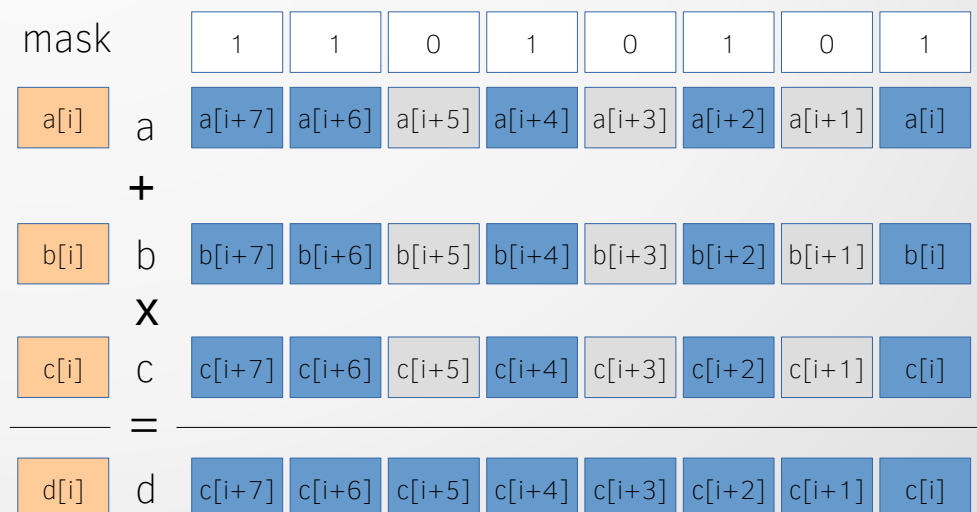 mask 1 1 0 1 0 1 0 1
a[i] a a[i+7] a[i+6] a[i+5] a[i+4] a[i+3] a[i+2] a[i+1] a[i]
+
b[i] b b[i+7] b[i+6] b[i+5] b[i+4] b[i+3] b[i+2] b[i+1] b[i]
x
c[i] c c[i+7] c[i+6] c[i+5] c[i+4] c[i+3] c[i+2] c[i+1] c[i]
=
d[i] d c[i+7] c[i+6] c[i+5] c[i+4] c[i+3] c[i+2] c[i+1] c[i]